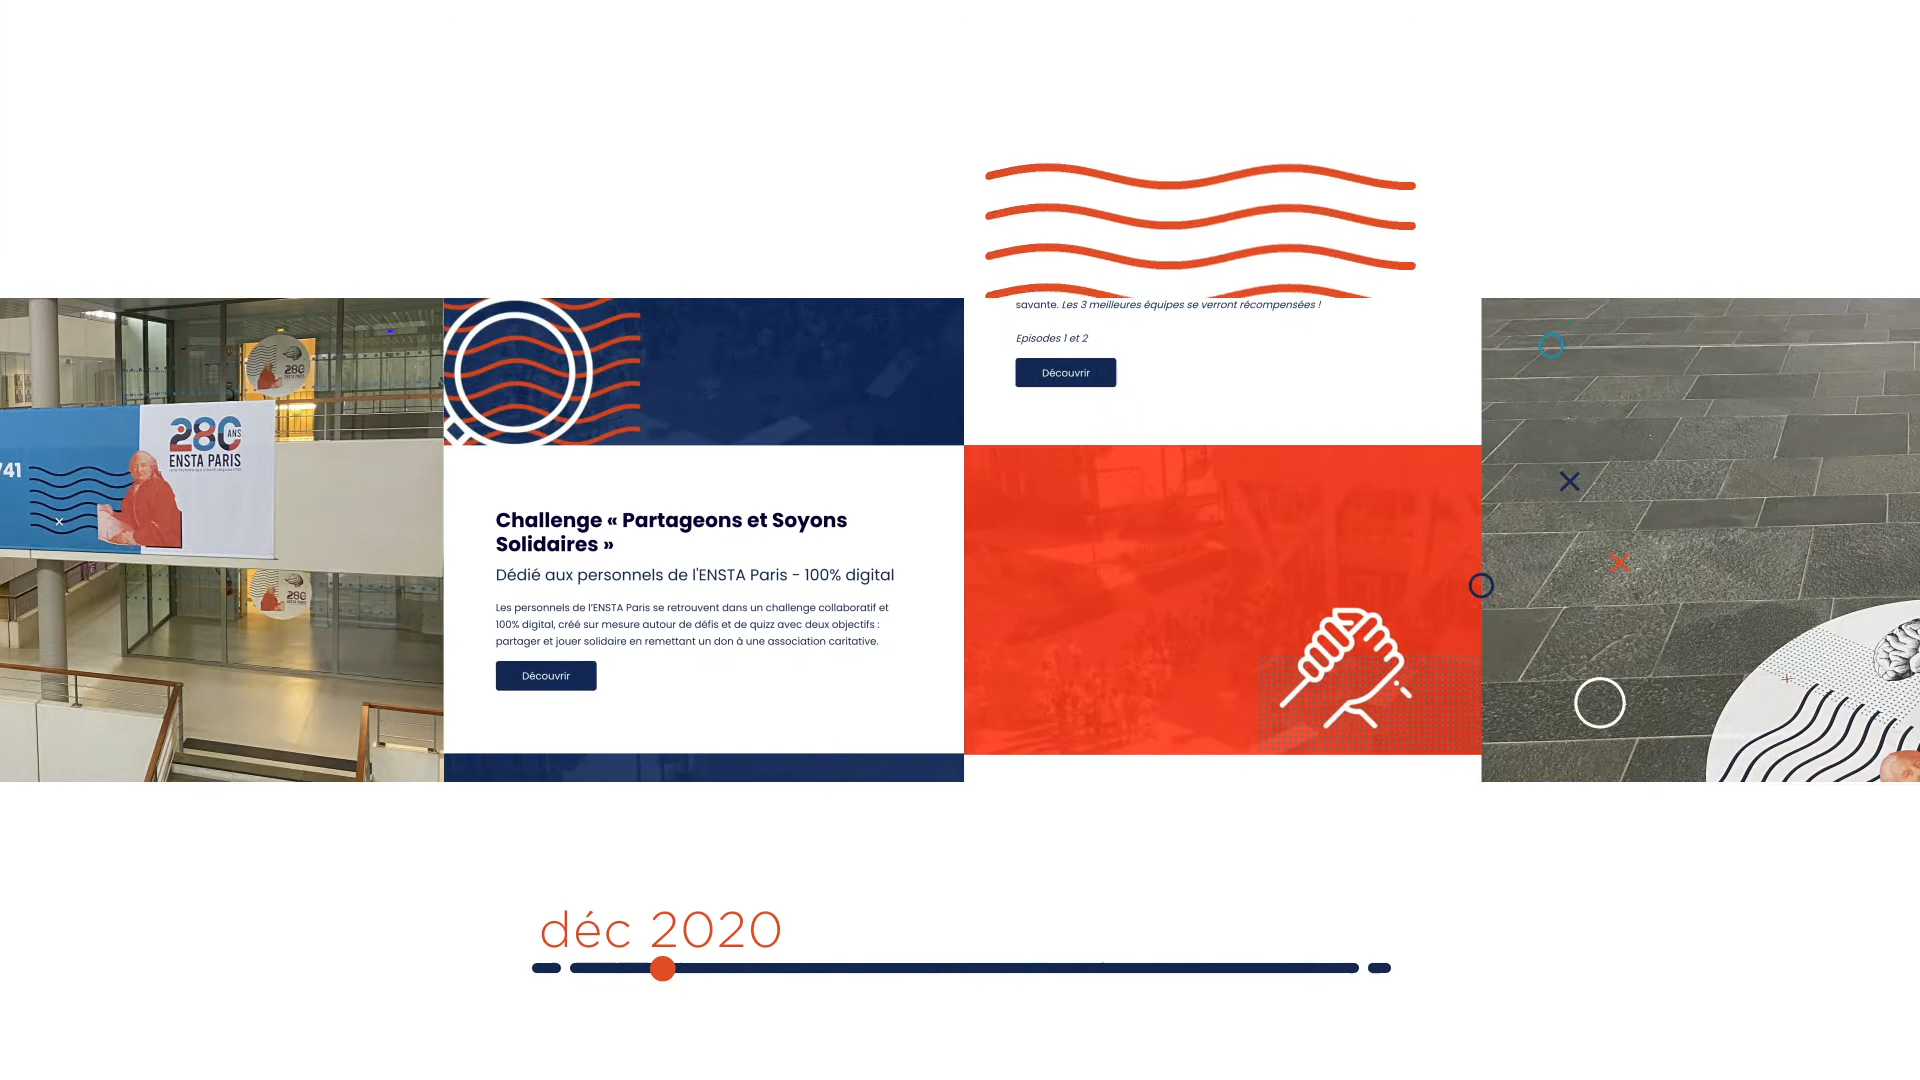 741
280
ANS
ENSTA PARIS
280
280
Challenge « Partageons et Soyons
Solidaires »
Dédié aux personnels de l'ENSTA Paris - 100% digital
Les personnels de l'ENSTA Paris se retrouvent dans un challenge collaboratif et
100% digital, créé sur mesure autour de défis et de quizz avec deux objectifs :
partager et jouer solidaire en remettant un don à une association caritative.
Découvrir
savante. Les 3 meilleures équipes se verront récompensées !
Episodes 1 et 2
Découvrir
déc 2020